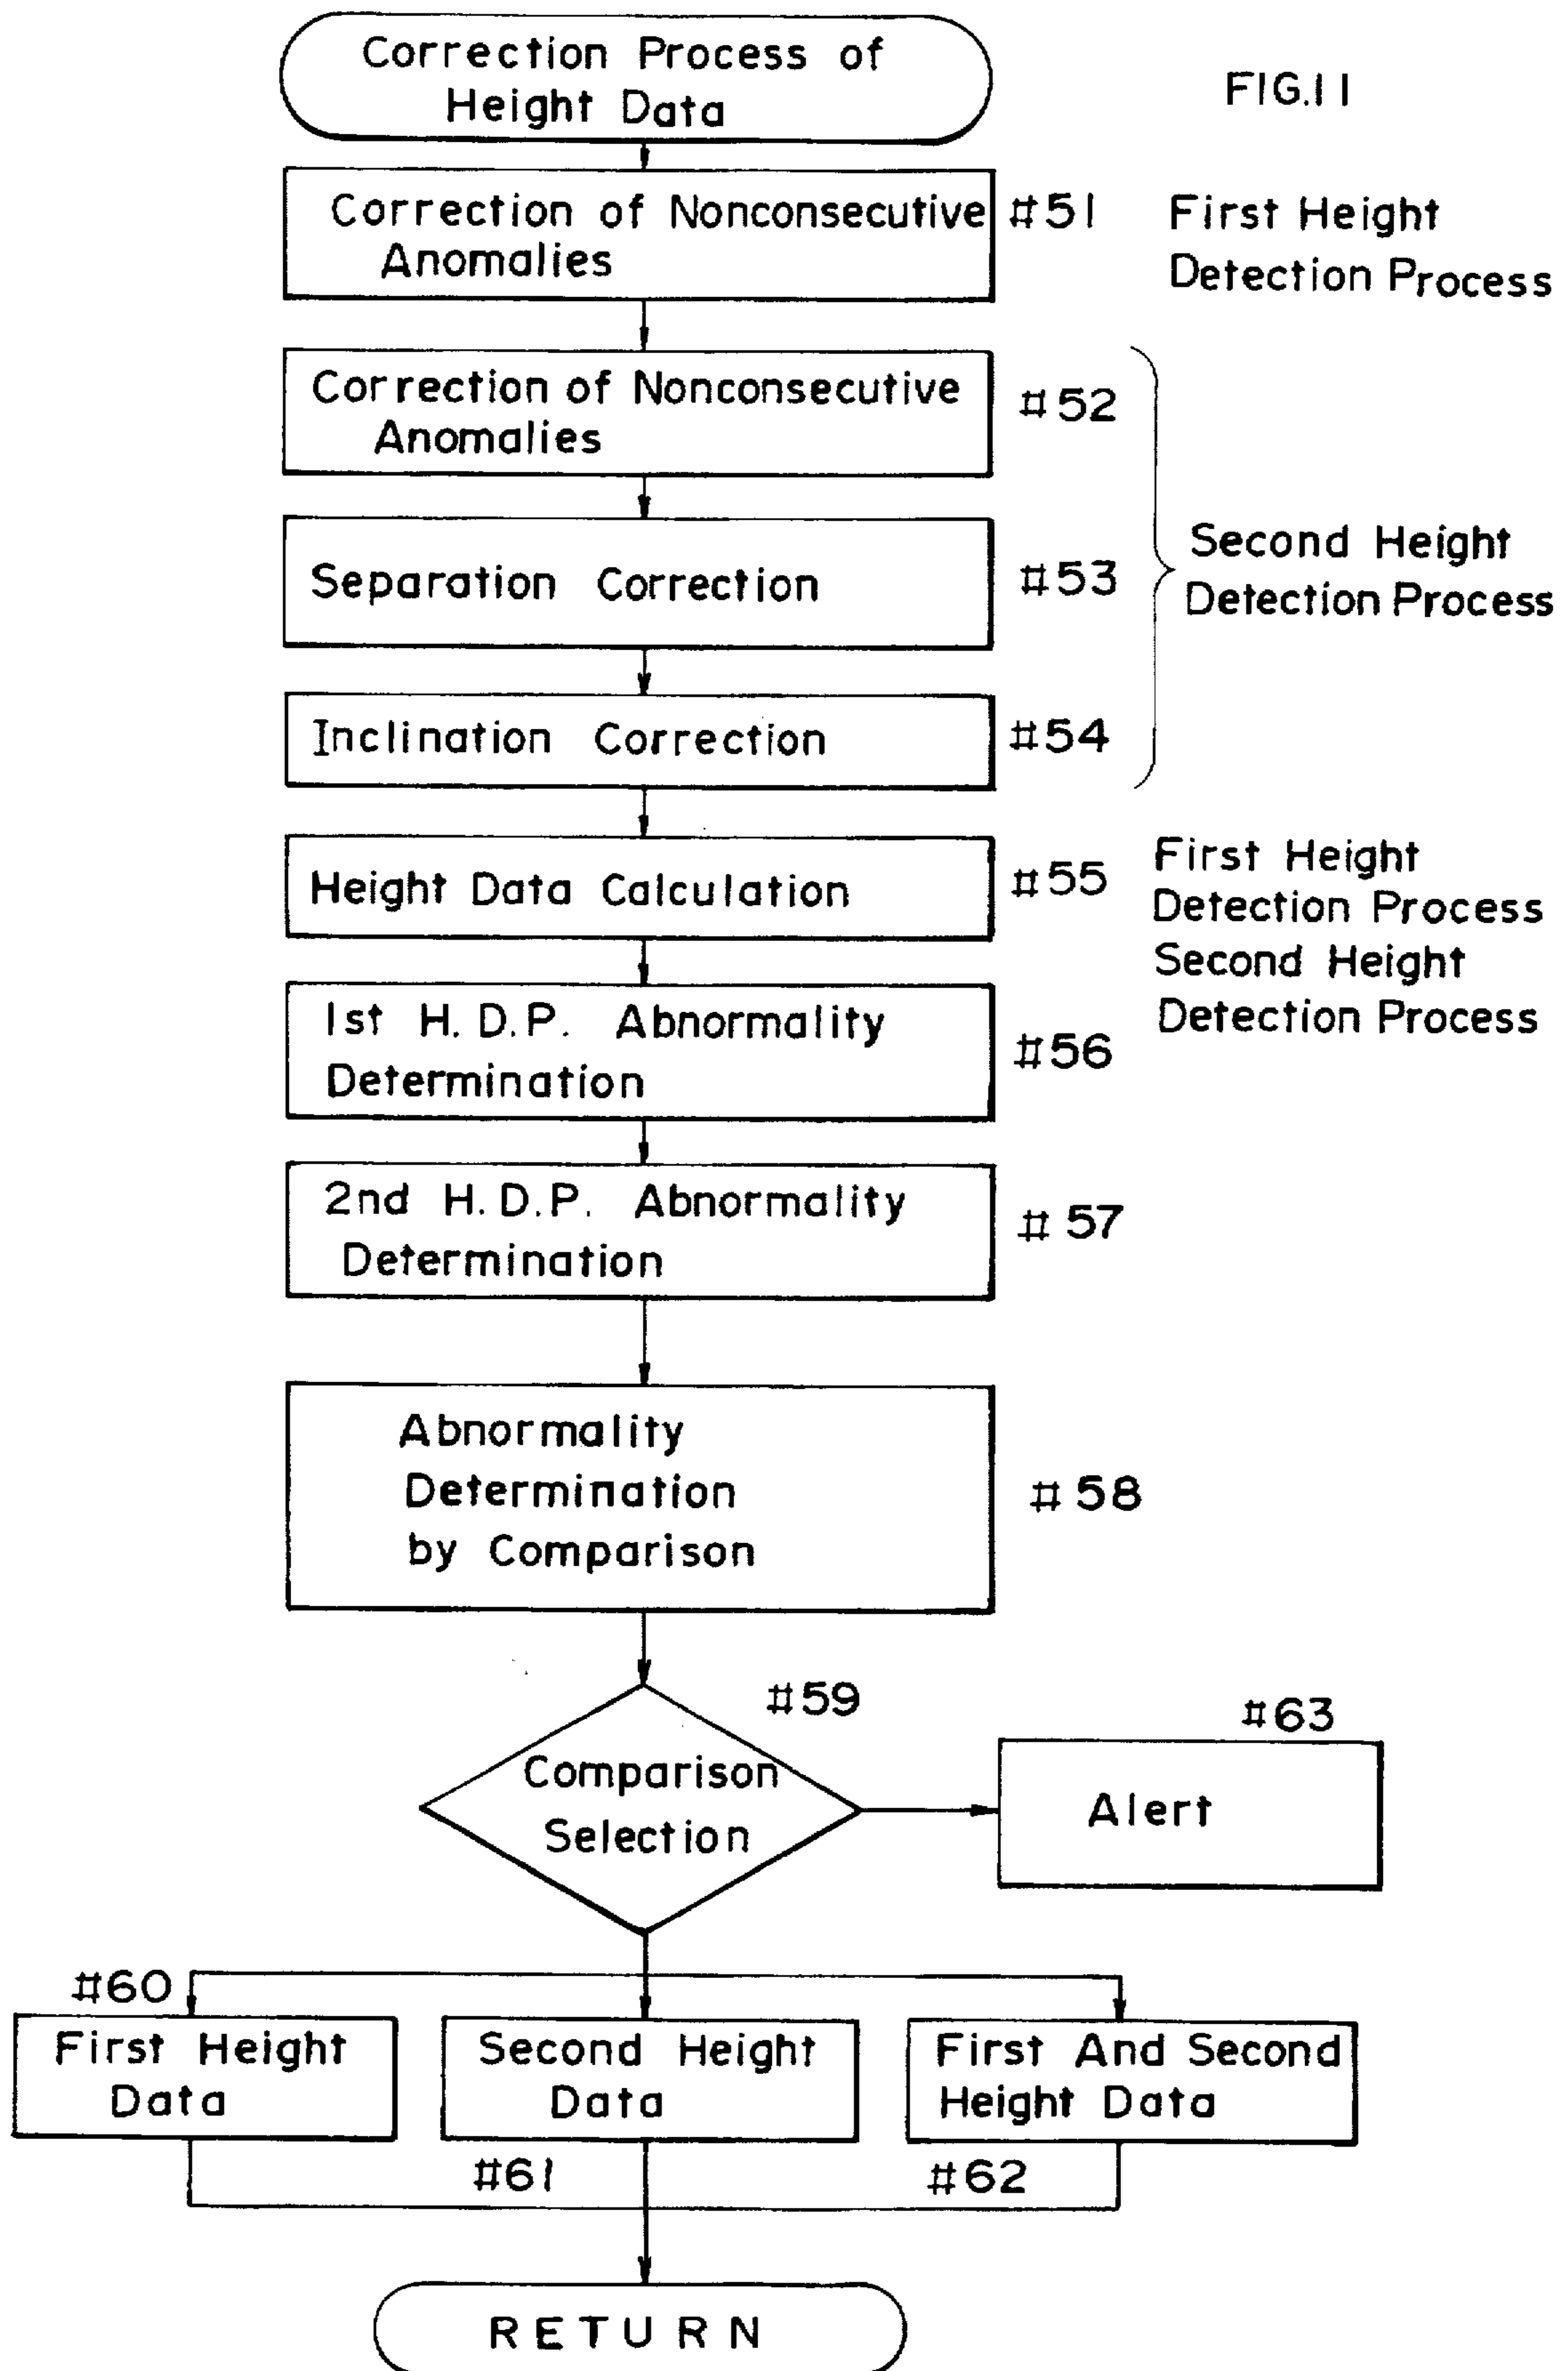 Correction Process of
Height Data
FIG.11
Correction of Nonconsecutive
Anomalies
#51
First Height
Detection Process
Correction of Nonconsecutive
Anomalies
#52
Separation Correction
#53
Second Height
Detection Process
Inclination Correction
#54
Height Data Calculation
#55
First Height
Detection Process
Second Height
Detection Process
1st H. D. P. Abnormality
Determination
#56
2nd H. D. P. Abnormality
Determination
#57
Abnormality
Determination
by Comparison
#58
#59
Comparison
Selection
#63
Alert
#60
First Height
Data
Second Height
Data
First And Second
Height Data
#61
#62
RETURN